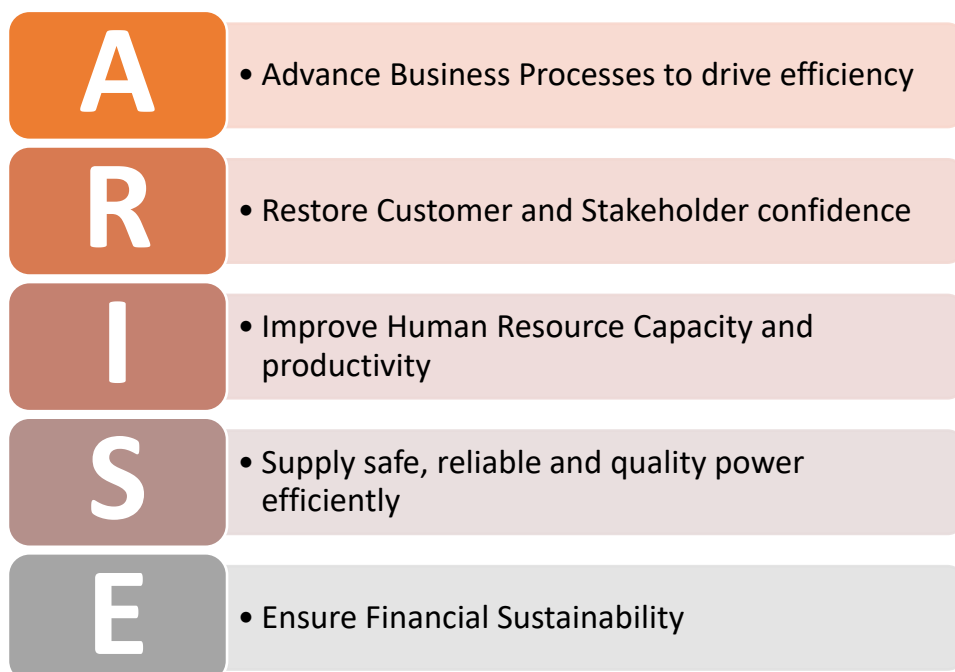 A
• Advance Business Processes to drive efficiency
R
• Restore Customer and Stakeholder confidence
I
• Improve Human Resource Capacity and
productivity
S
• Supply safe, reliable and quality power
efficiently
E
• Ensure Financial Sustainability